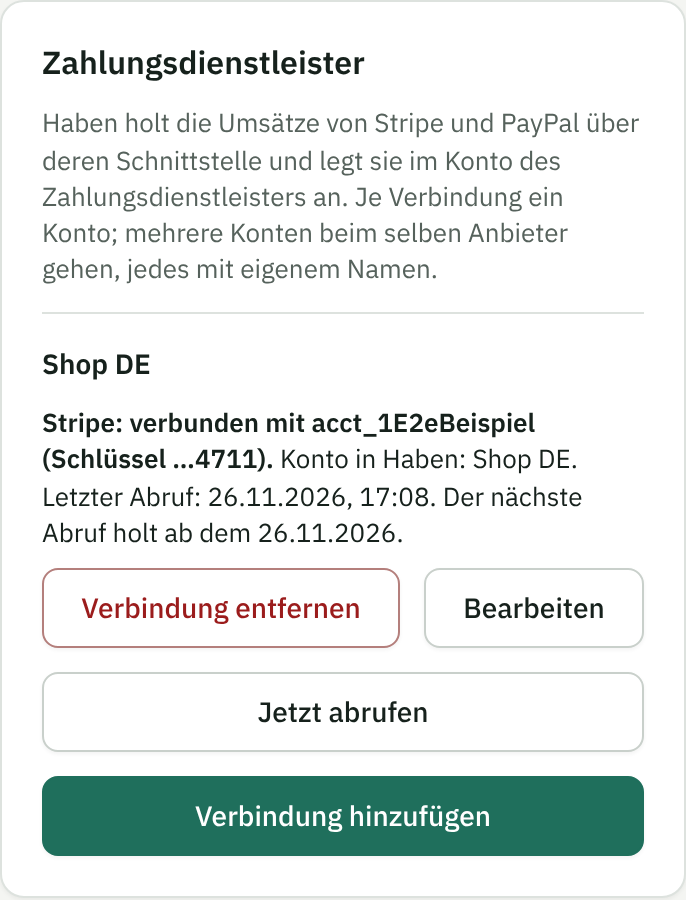 Zahlungsdienstleister
Haben holt die Umsätze von Stripe und PayPal über
deren Schnittstelle und legt sie im Konto des
Zahlungsdienstleisters an. Je Verbindung ein
Konto; mehrere Konten beim selben Anbieter
gehen, jedes mit eigenem Namen.
Shop DE
Stripe: verbunden mit acct_1E2eBeispiel
(Schlüssel …4711). Konto in Haben: Shop DE.
Letzter Abruf: 26.11.2026, 17:08. Der nächste
Abruf holt ab dem 26.11.2026.
Verbindung entfernen
Bearbeiten
Jetzt abrufen
Verbindung hinzufügen